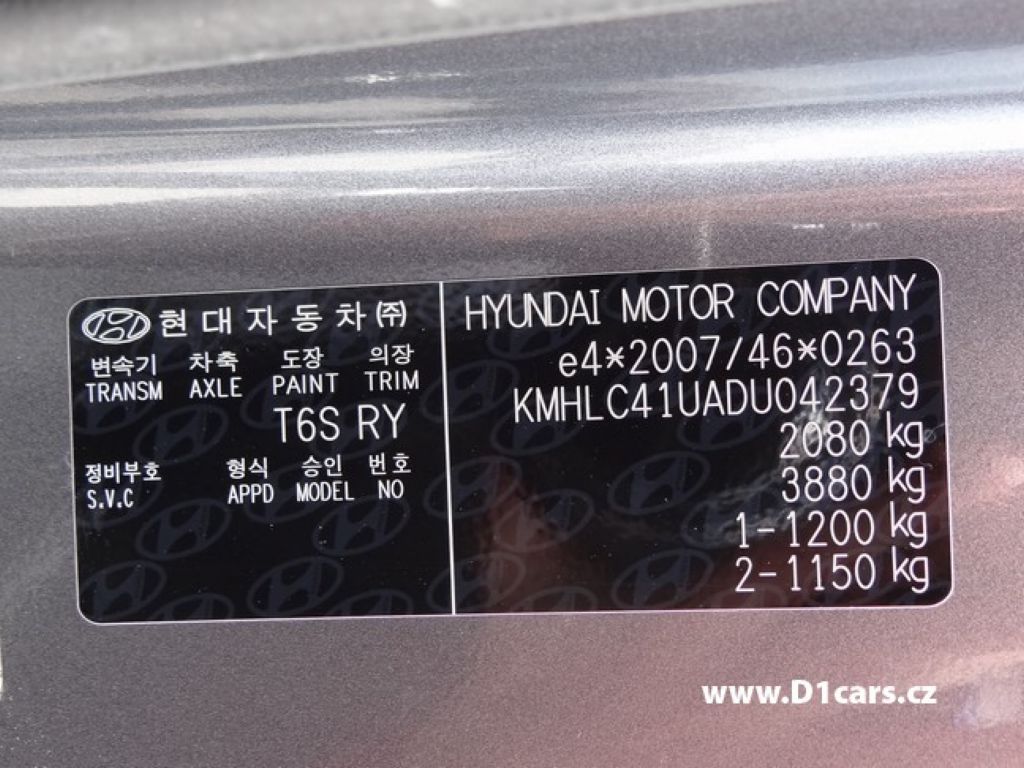 현대자동차㈜
변속기 차축 도장 의장
TRANSM AXLE PAINT TRIM
T6S RY
정비부호 형식 승인 번호
S.V.C APPD MODEL NO
HYUNDAI MOTOR COMPANY
e4*2007/46*0263
KMHLC41UADU042379
2080 kg
3880 kg
1-1200 kg
2-1150 kg
www.D1cars.cz